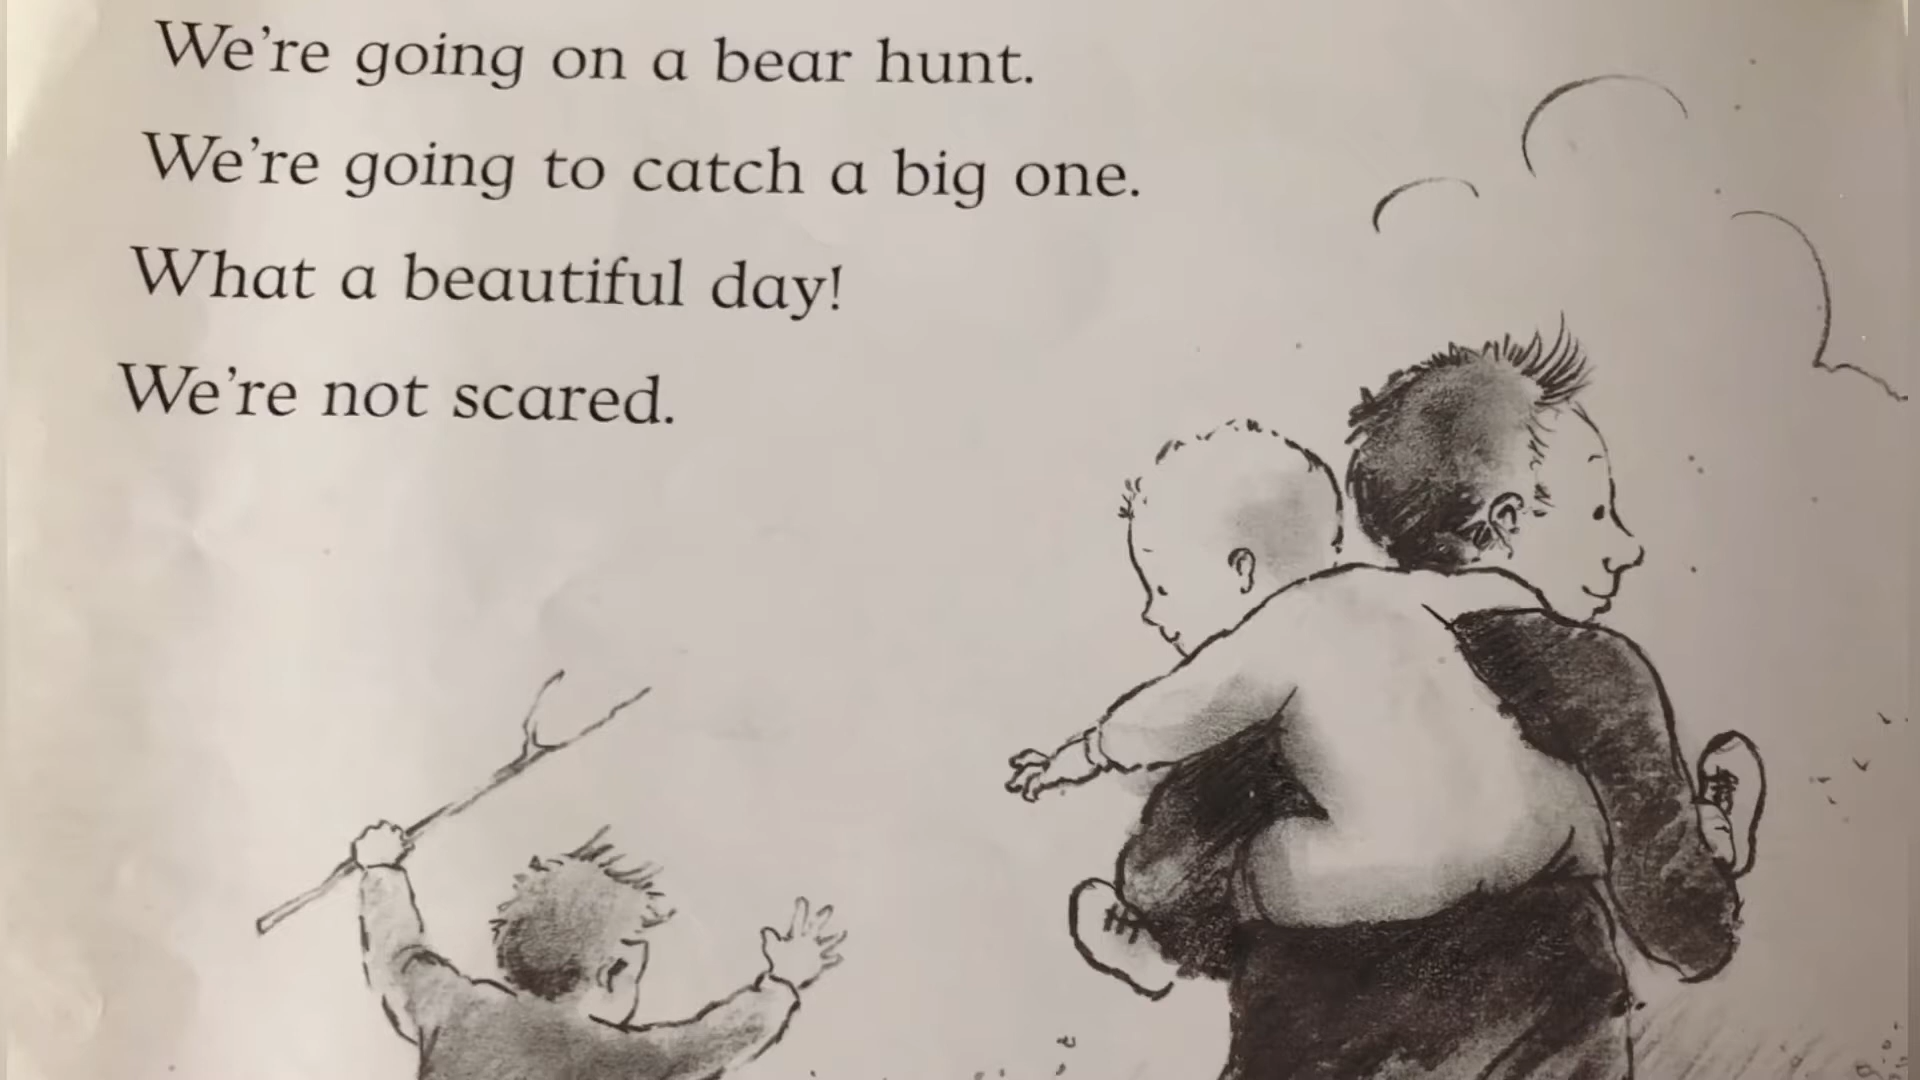 We're going on a bear hunt.
We're going to catch a big one.
What a beautiful day!
We're not scared.